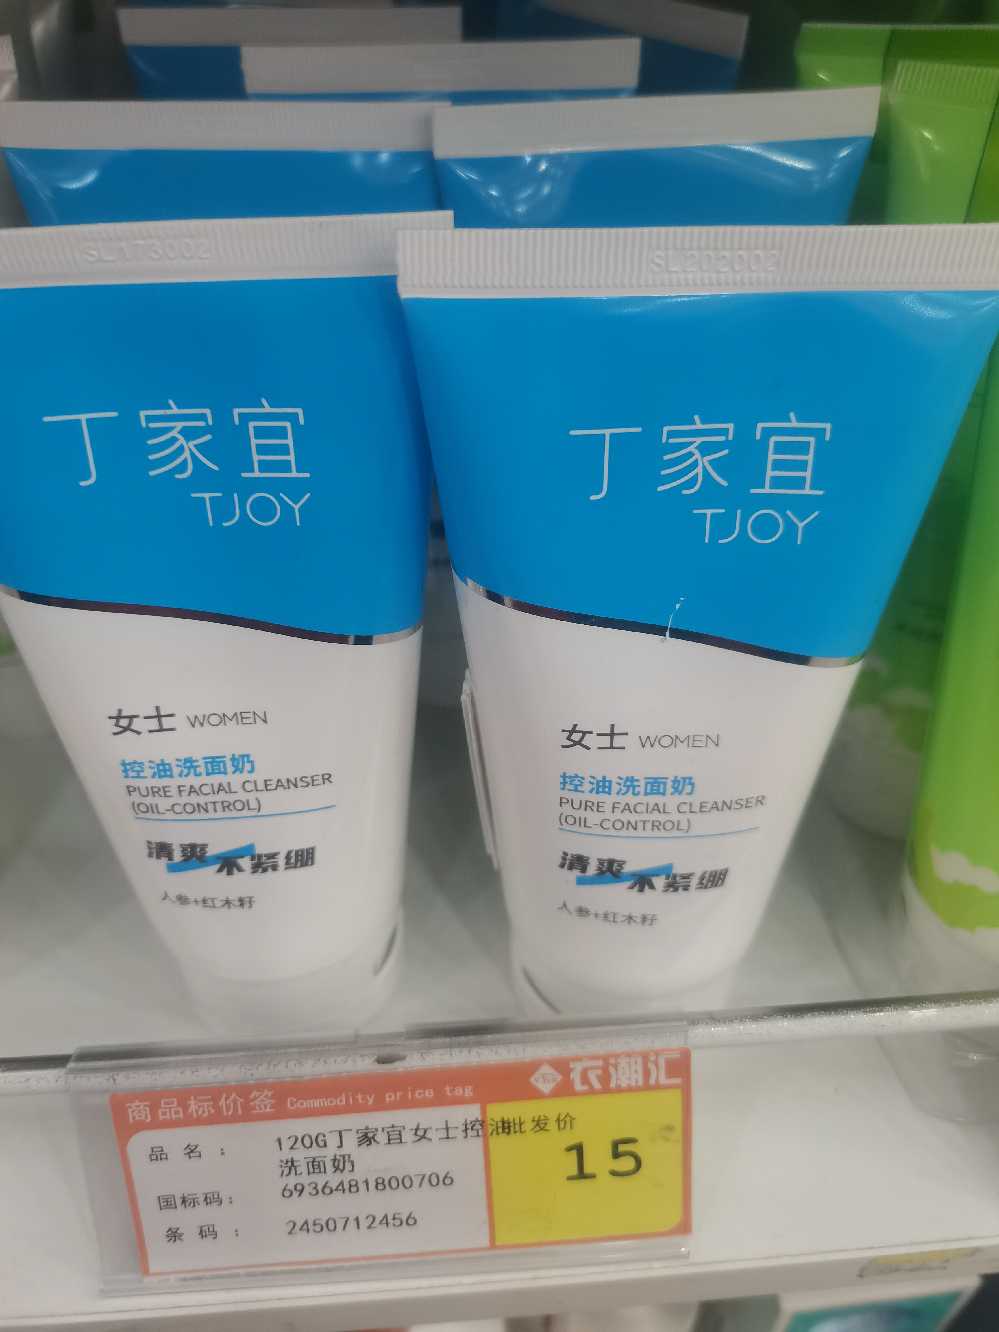 SL173002
丁家宜
TJOY
女士 WOMEN
控油洗面奶
PURE FACIAL CLEANSER
(OIL-CONTROL)
清爽不紧绷
人参+红木籽
SL202002
丁家宜
TJOY
女士 WOMEN
控油洗面奶
PURE FACIAL CLEANSER
(OIL-CONTROL)
清爽不紧绷
人参+红木籽
商品标价签 Commodity price tag
衣潮汇
品名： 120G丁家宜女士控油
洗面奶
国标码： 6936481800706
条码： 2450712456
批发价
15